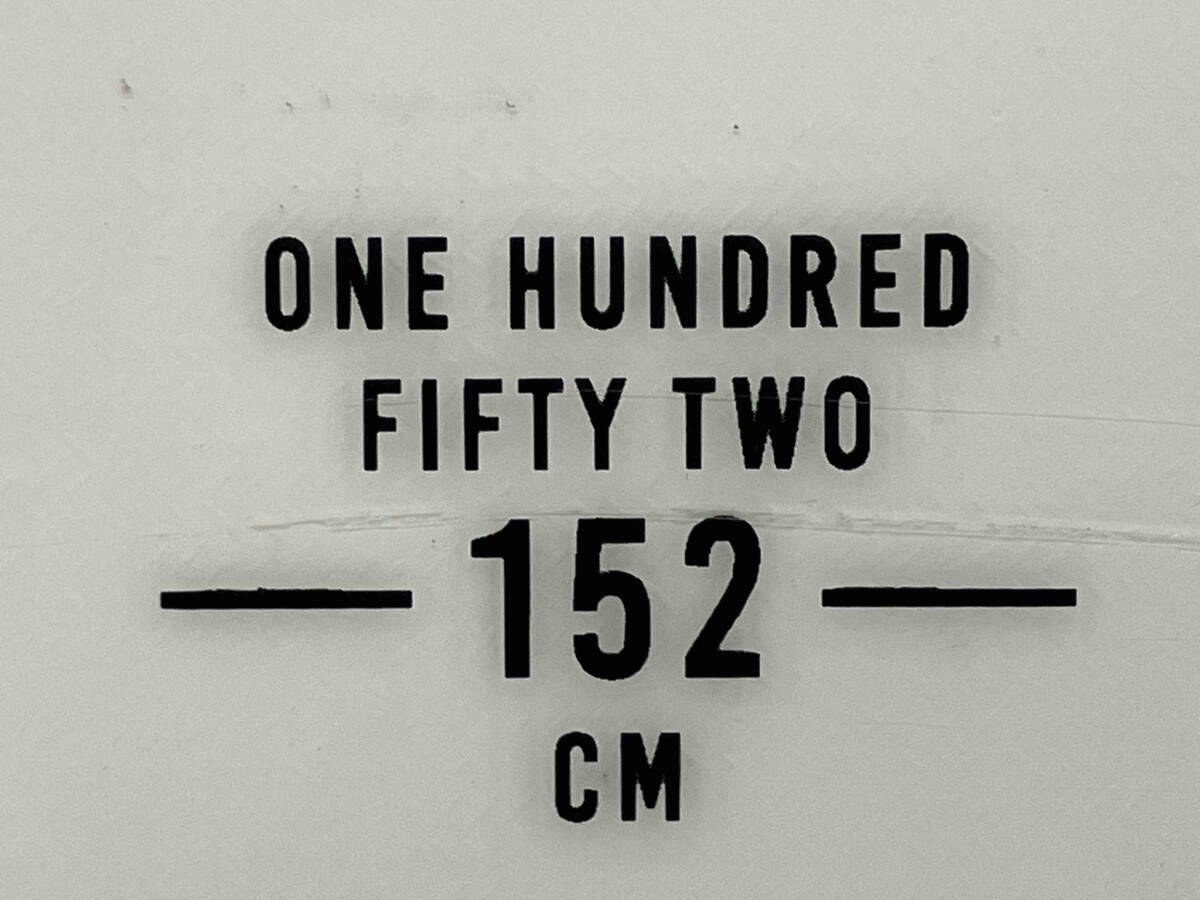 ONE HUNDRED
FIFTY TWO
152
CM